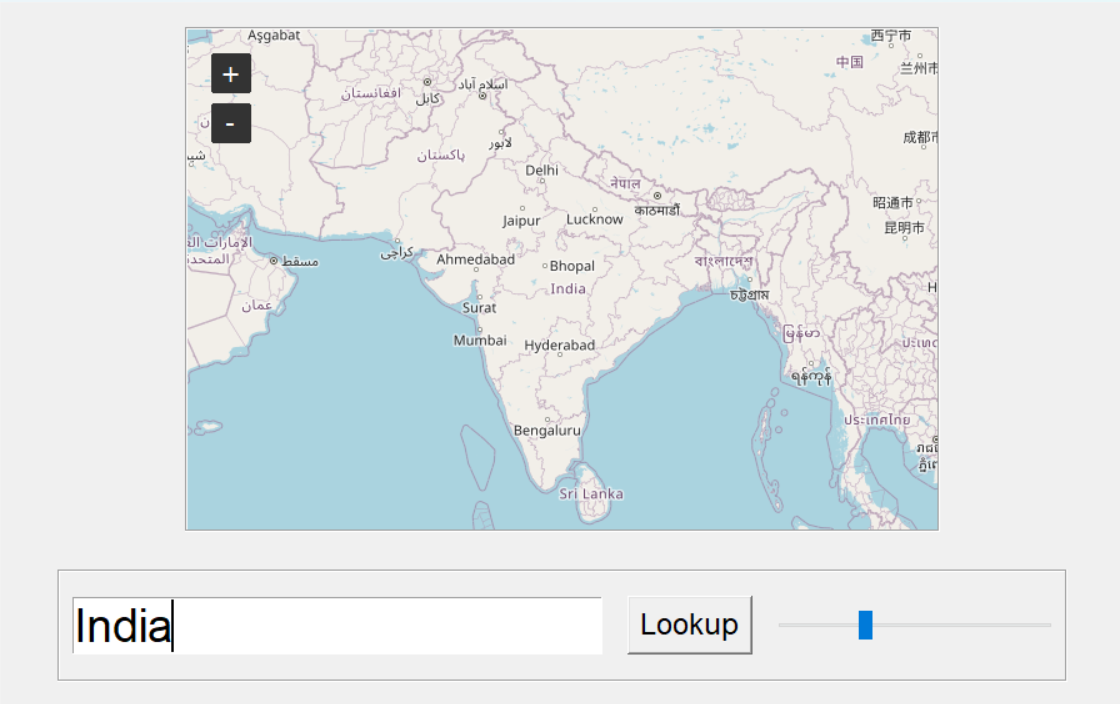 Aşgabat
西宁市
+
中国
兰州市
افغانستان
کابل
اسلام آباد
-
成都市
لاہور
پاکستان
Delhi
नेपाल
काठमाडौँ
昭通市
Jaipur
Lucknow
昆明市
الإمارات
مسقط
کراچی
Ahmedabad
Bhopal
বাংলাদেশ
India
চট্টগ্রাম
عمان
Surat
Mumbai
Hyderabad
မြန်မာ
ရန်ကုန်
ประเทศไทย
Bengaluru
Sri Lanka
India
Lookup